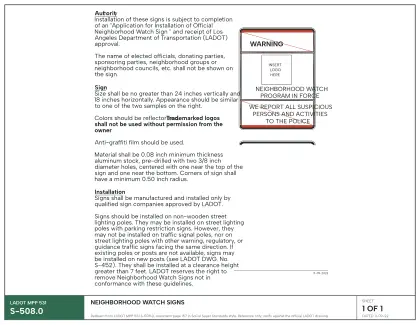 Authority
Installation of these signs is subject to completion
of an "Application for Installation of Official
Neighborhood Watch Sign " and receipt of Los
Angeles Department of Transportation (LADOT)
approval.
The name of elected officials, donating parties,
sponsoring parties, neighborhood groups or
neighborhood councils, etc. shall not be shown on
the sign.
Sign
Size shall be no greater than 24 inches vertically and
18 inches horizontally. Appearance should be similar
to one of the two samples on the right.
Colors should be reflectorized. Trademarked logos
shall not be used without permission from the
owner
Anti-graffiti film should be used.
Material shall be 0.08 inch minimum thickness
aluminum stock, pre-drilled with two 3/8 inch
diameter holes, centered with one near the top of the
sign and one near the bottom. Corners of sign shall
have a minimum 0.50 inch radius.
Installation
Signs shall be manufactured and installed only by
qualified sign companies approved by LADOT.
Signs should be installed on non-wooden street
lighting poles. They may be installed on street lighting
poles with parking restriction signs. However, they
may not be installed on traffic signal poles, nor on
street lighting poles with other warning, regulatory, or
guidance traffic signs facing the same direction. If
existing poles or posts are not available, signs may
be installed on new posts (see LADOT DWG. No
S-452). They shall be installed at a clearance height
greater than 7 feet. LADOT reserves the right to
remove Neighborhood Watch Signs not in
conformance with these guidelines.
WARNING
INSERT
LOGO
HERE
NEIGHBORHOOD WATCH
PROGRAM IN FORCE
WE REPORT ALL SUSPICIOUS
PERSONS AND ACTIVITIES
TO THE POLICE
LADOT MPP 531
S-508.0
NEIGHBORHOOD WATCH SIGNS
SHEET
1 OF 1